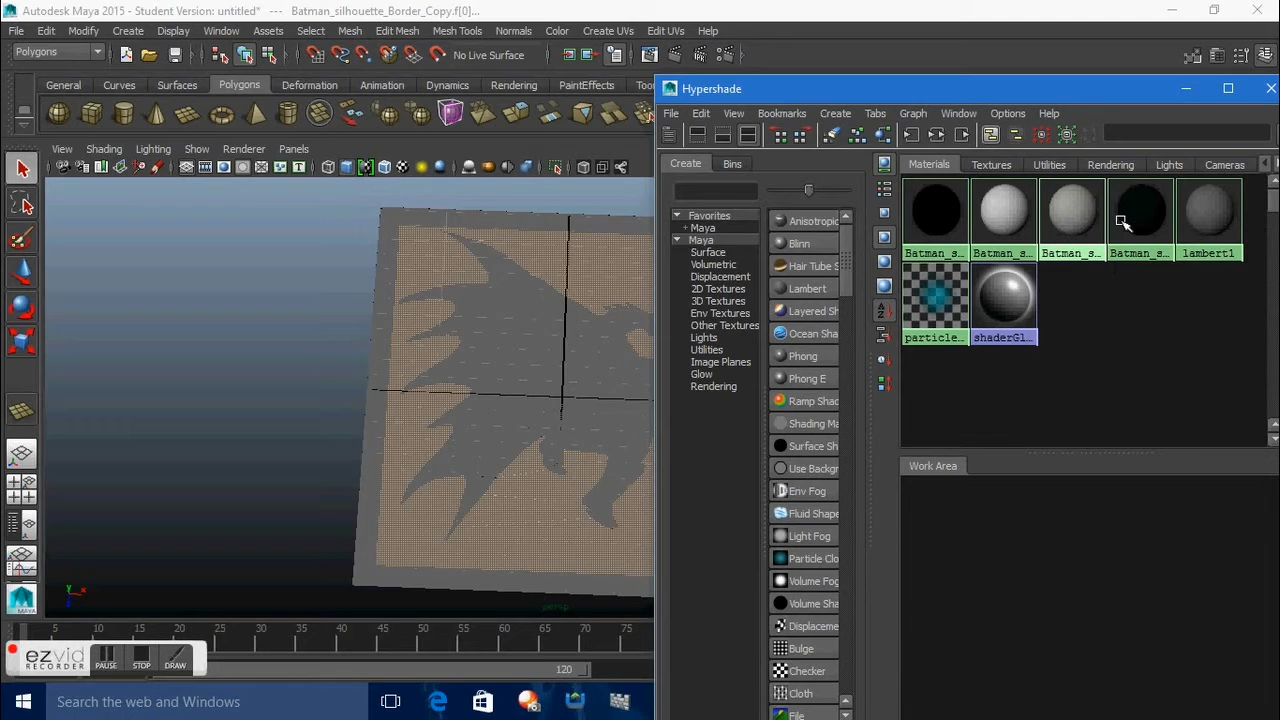 Autodesk Maya 2015 - Student Version: untitled* --- Batman_silhouette_Border_Copy.f[0]...
File Edit Modify Create Display Window Assets Select Mesh Edit Mesh Mesh Tools Normals Color Create UVs Edit UVs Help
Polygons No Live Surface
General Curves Surfaces Polygons Deformation Animation Dynamics Rendering PaintEffects Too
Hypershade
File Edit View Bookmarks Create Tabs Graph Window Options Help
View Shading Lighting Show Renderer Panels
Create Bins
Materials Textures Utilities Rendering Lights Cameras
Favorites
+ Maya
Maya
Surface
Volumetric
Displacement
2D Textures
3D Textures
Env Textures
Other Textures
Lights
Utilities
Image Planes
Glow
Rendering
Anisotropic
Blinn
Hair Tube S
Lambert
Layered Sh
Ocean Sha
Phong
Phong E
Ramp Shad
Shading Ma
Surface Sh
Use Backgr
Env Fog
Fluid Shape
Light Fog
Particle Clo
Volume Fog
Volume Sha
Displaceme
Bulge
Checker
Cloth
File
Batman_s... Batman_s... Batman_s... Batman_s... lambert1
particle... shaderGl...
Work Area
y x
z
persp
5 10 15 20 25 30 35 40 45 50 55 60 65 70 75
MAYA
ezvid
RECORDER
PAUSE STOP DRAW
120
Search the web and Windows